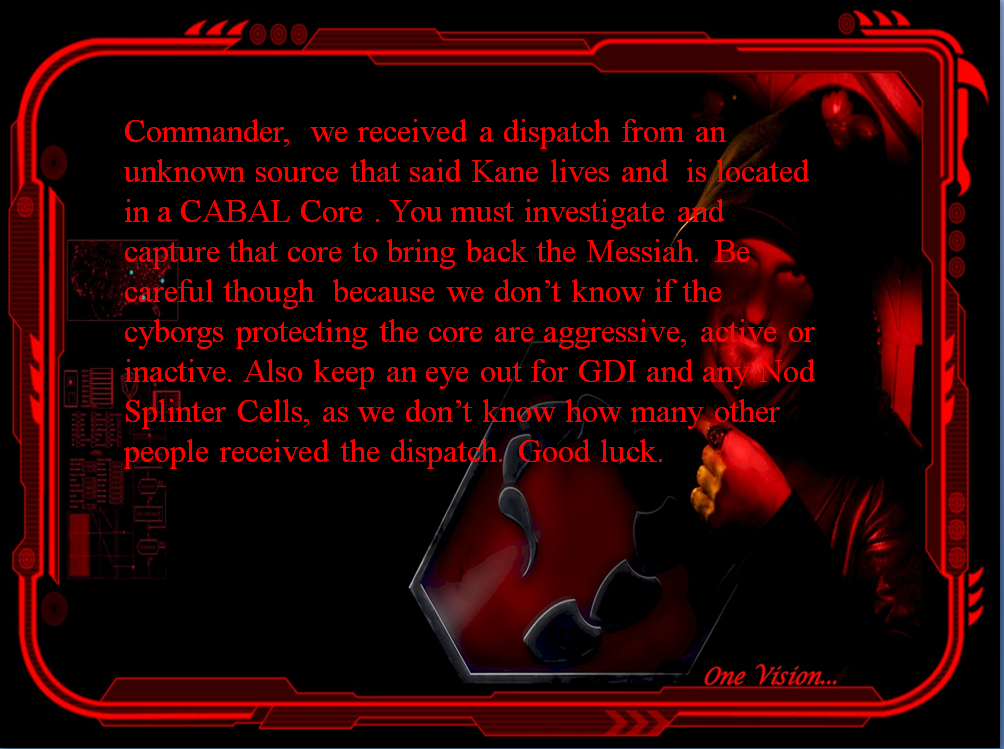 Commander,  we received a dispatch from an
unknown source that said Kane lives and  is located
in a CABAL Core . You must investigate and
capture that core to bring back the Messiah. Be
careful though  because we don’t know if the
cyborgs protecting the core are aggressive, active or
inactive. Also keep an eye out for GDI and any Nod
Splinter Cells, as we don’t know how many other
people received the dispatch. Good luck.
One Vision...